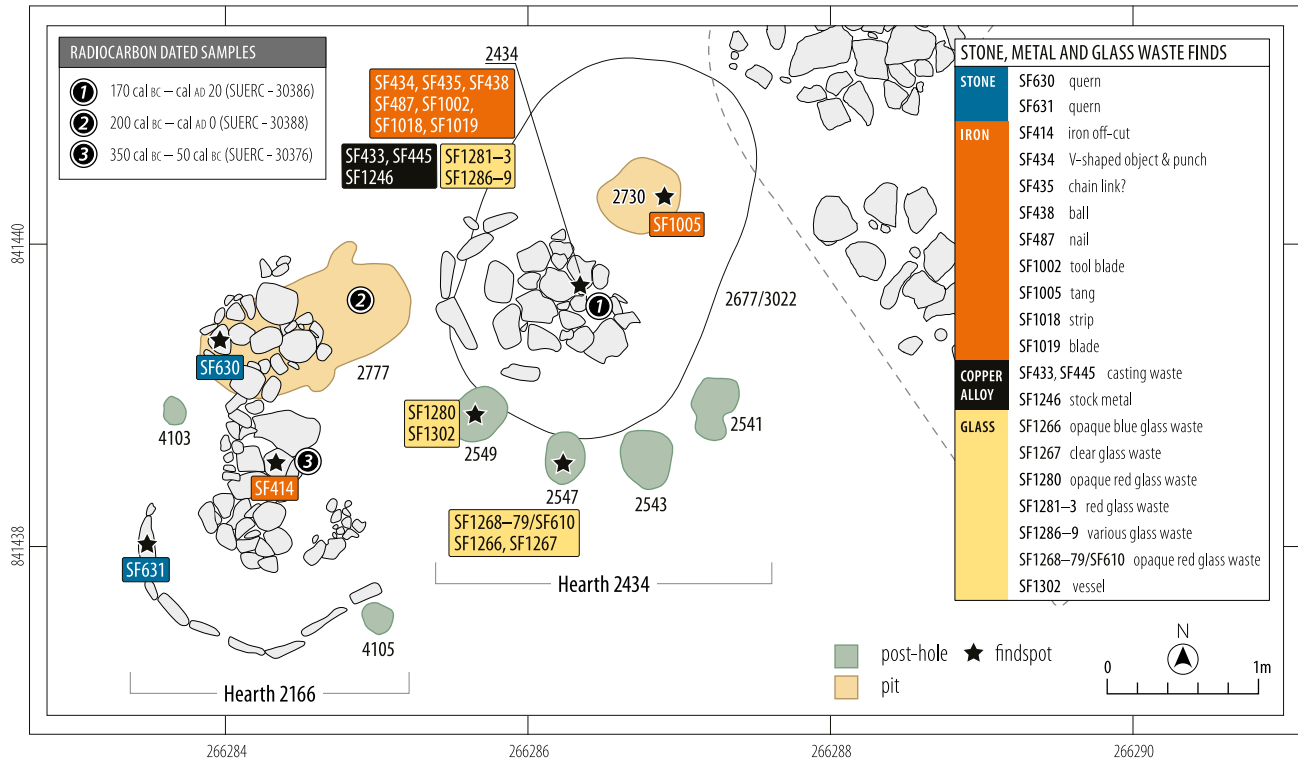 RADIOCARBON DATED SAMPLES
1 170 cal BC – cal AD 20 (SUERC - 30386)
2 200 cal BC – cal AD 0 (SUERC - 30388)
3 350 cal BC – 50 cal BC (SUERC - 30376)
2434
SF434, SF435, SF438
SF487, SF1002,
SF1018, SF1019
SF433, SF445
SF1246
SF1281–3
SF1286–9
2730
SF1005
1
2677/3022
2
SF630
2777
4103
3
SF414
SF631
4105
Hearth 2166
SF1280
SF1302
2549
2547
2543
2541
SF1268–79/SF610
SF1266, SF1267
Hearth 2434
STONE, METAL AND GLASS WASTE FINDS
STONE SF630 quern
SF631 quern
IRON SF414 iron off-cut
SF434 V-shaped object & punch
SF435 chain link?
SF438 ball
SF487 nail
SF1002 tool blade
SF1005 tang
SF1018 strip
SF1019 blade
COPPER ALLOY SF433, SF445 casting waste
SF1246 stock metal
GLASS SF1266 opaque blue glass waste
SF1267 clear glass waste
SF1280 opaque red glass waste
SF1281–3 red glass waste
SF1286–9 various glass waste
SF1268–79/SF610 opaque red glass waste
SF1302 vessel
post-hole
findspot
pit
N
0 1m
841440
841438
266284
266286
266288
266290